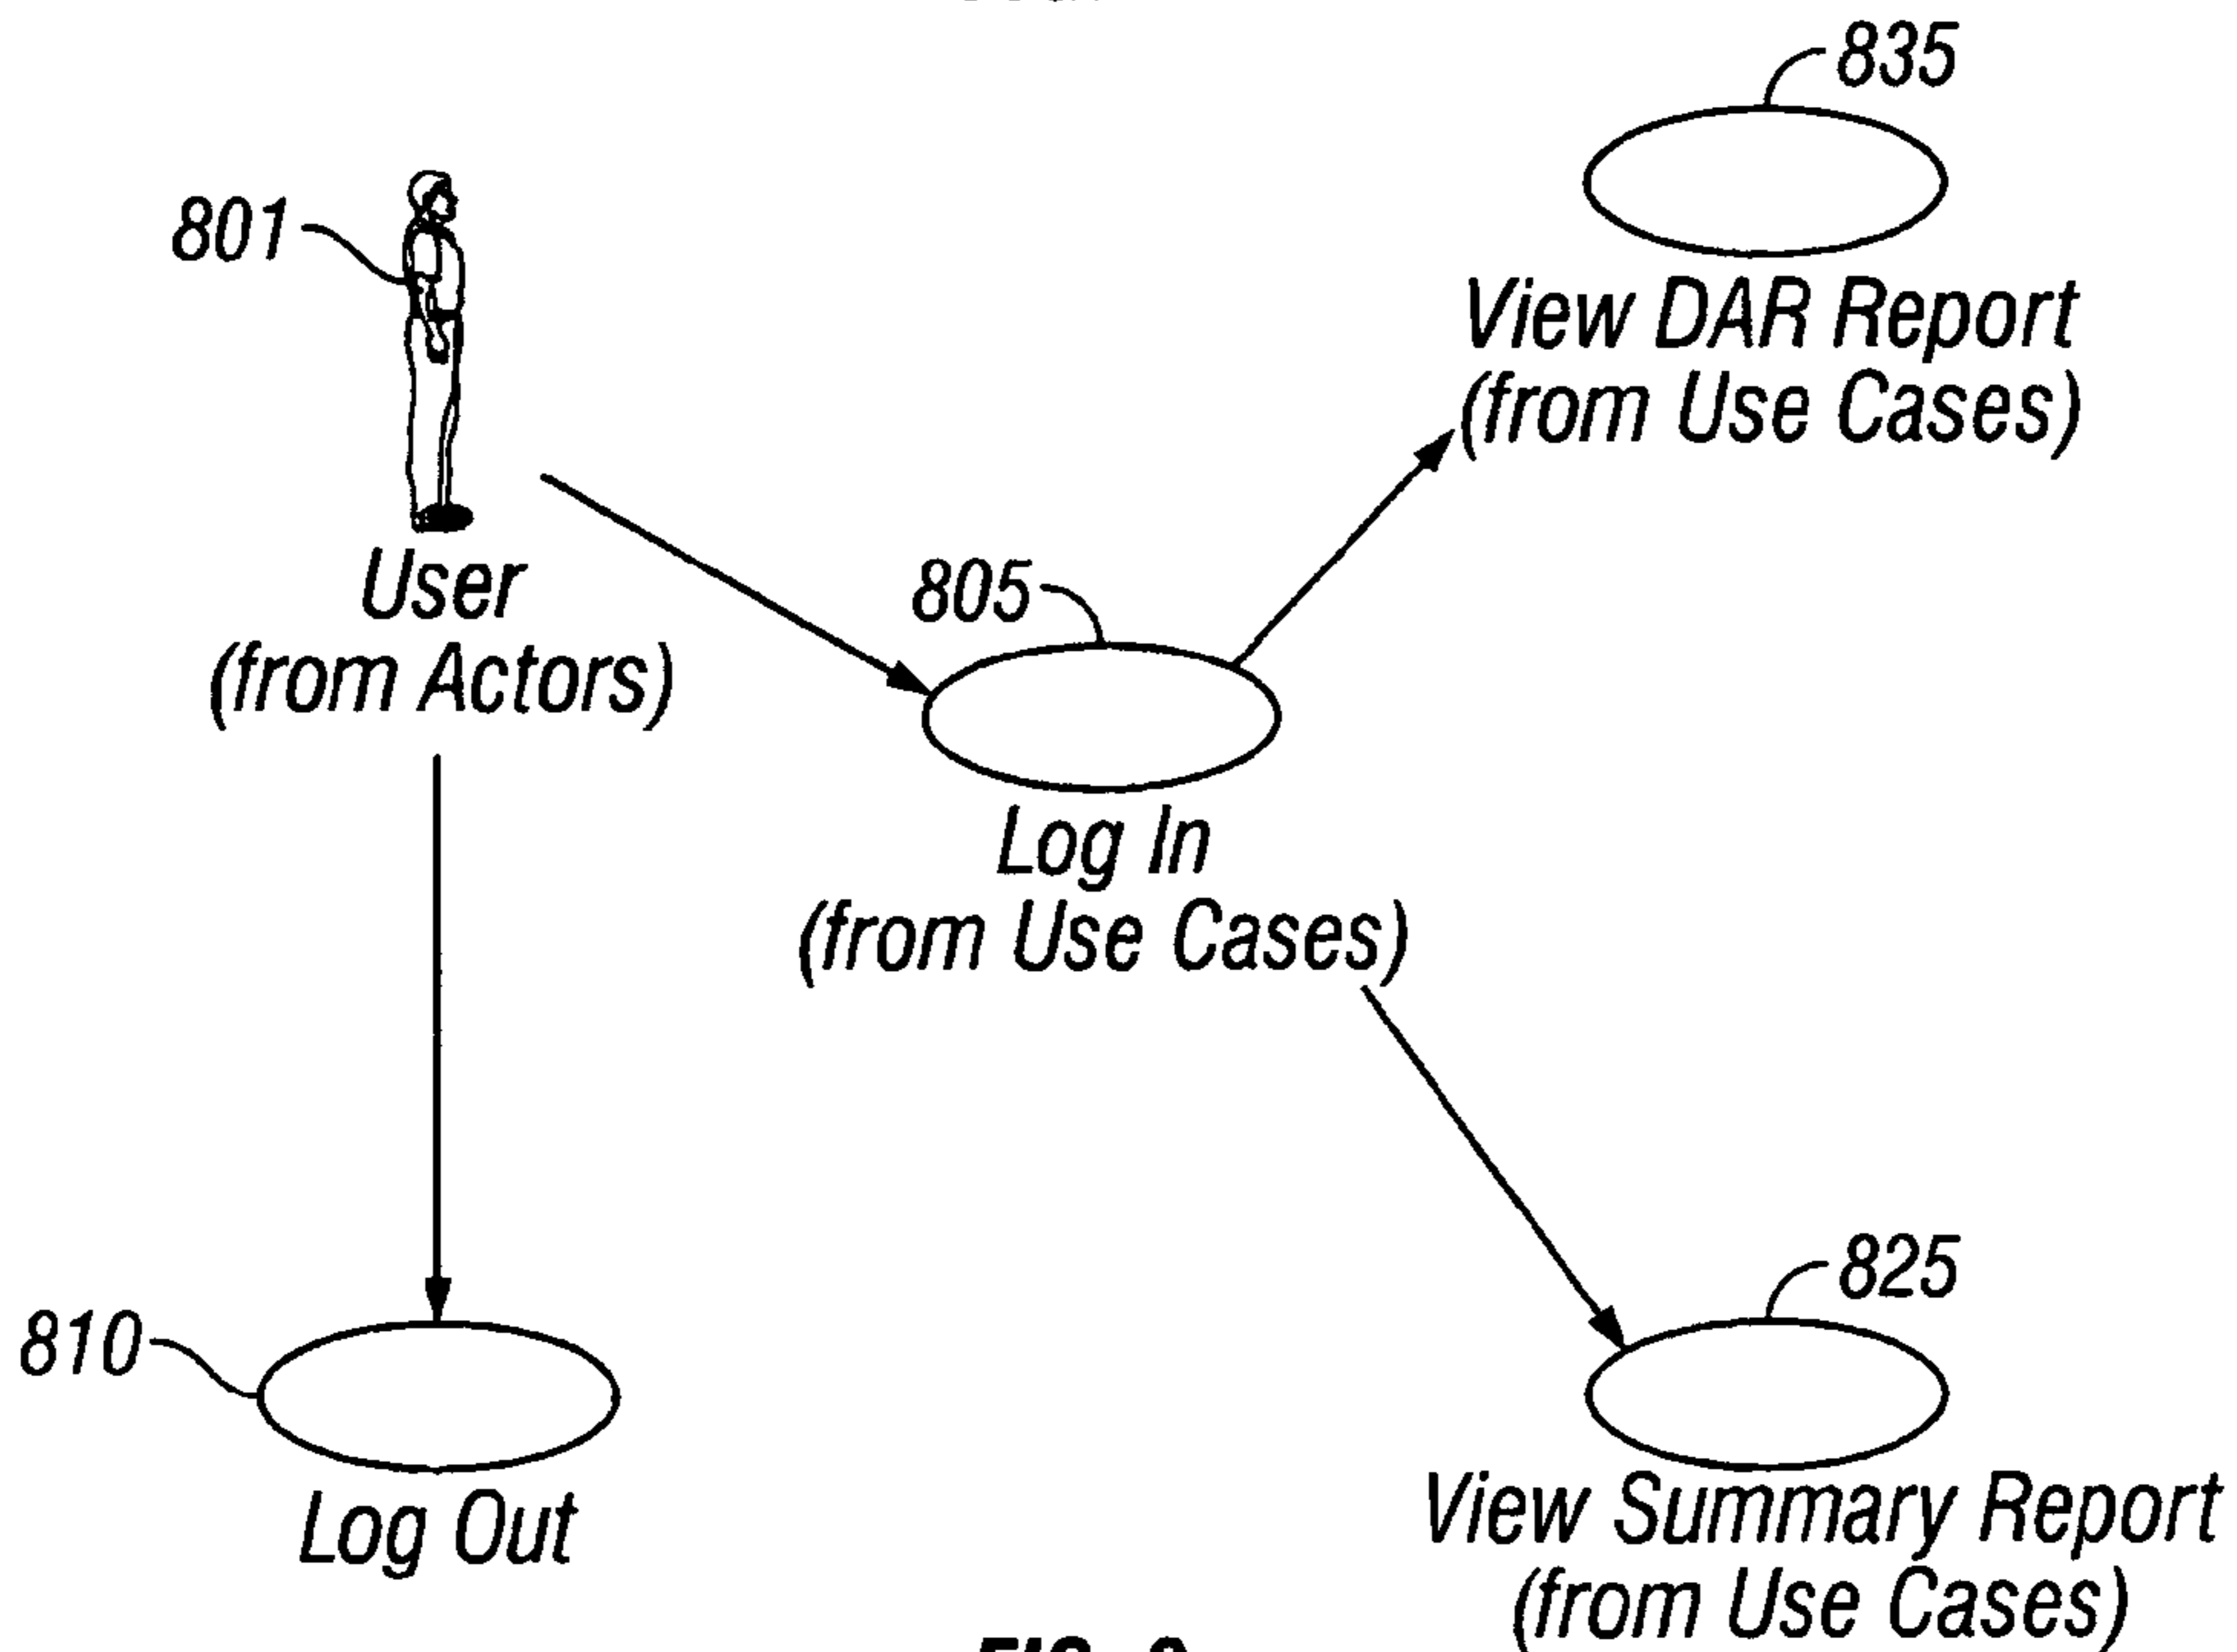 835
801
View DAR Report
(from Use Cases)
User
(from Actors)
805
Log In
(from Use Cases)
825
810
Log Out
View Summary Report
(from Use Cases)